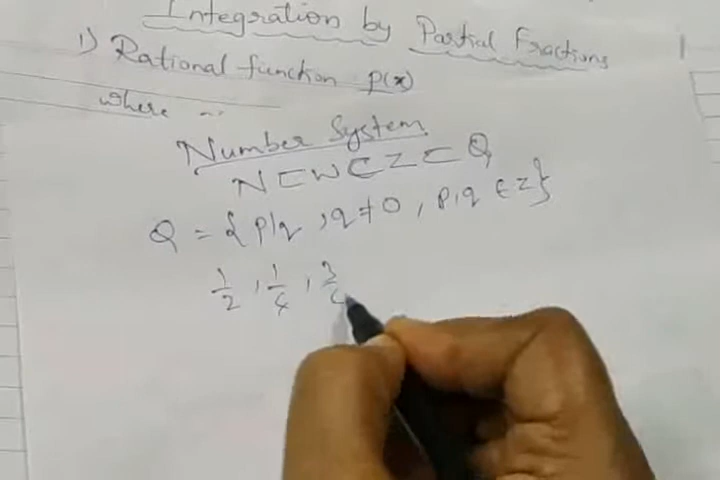 Integration by Partial Fractions
1) Rational function P(x)
where
Number System
N ⊂ W ⊂ Z ⊂ Q
Q = { p/q , q ≠ 0 , p, q ∈ Z }
1/2 , 1/4 , 3/4